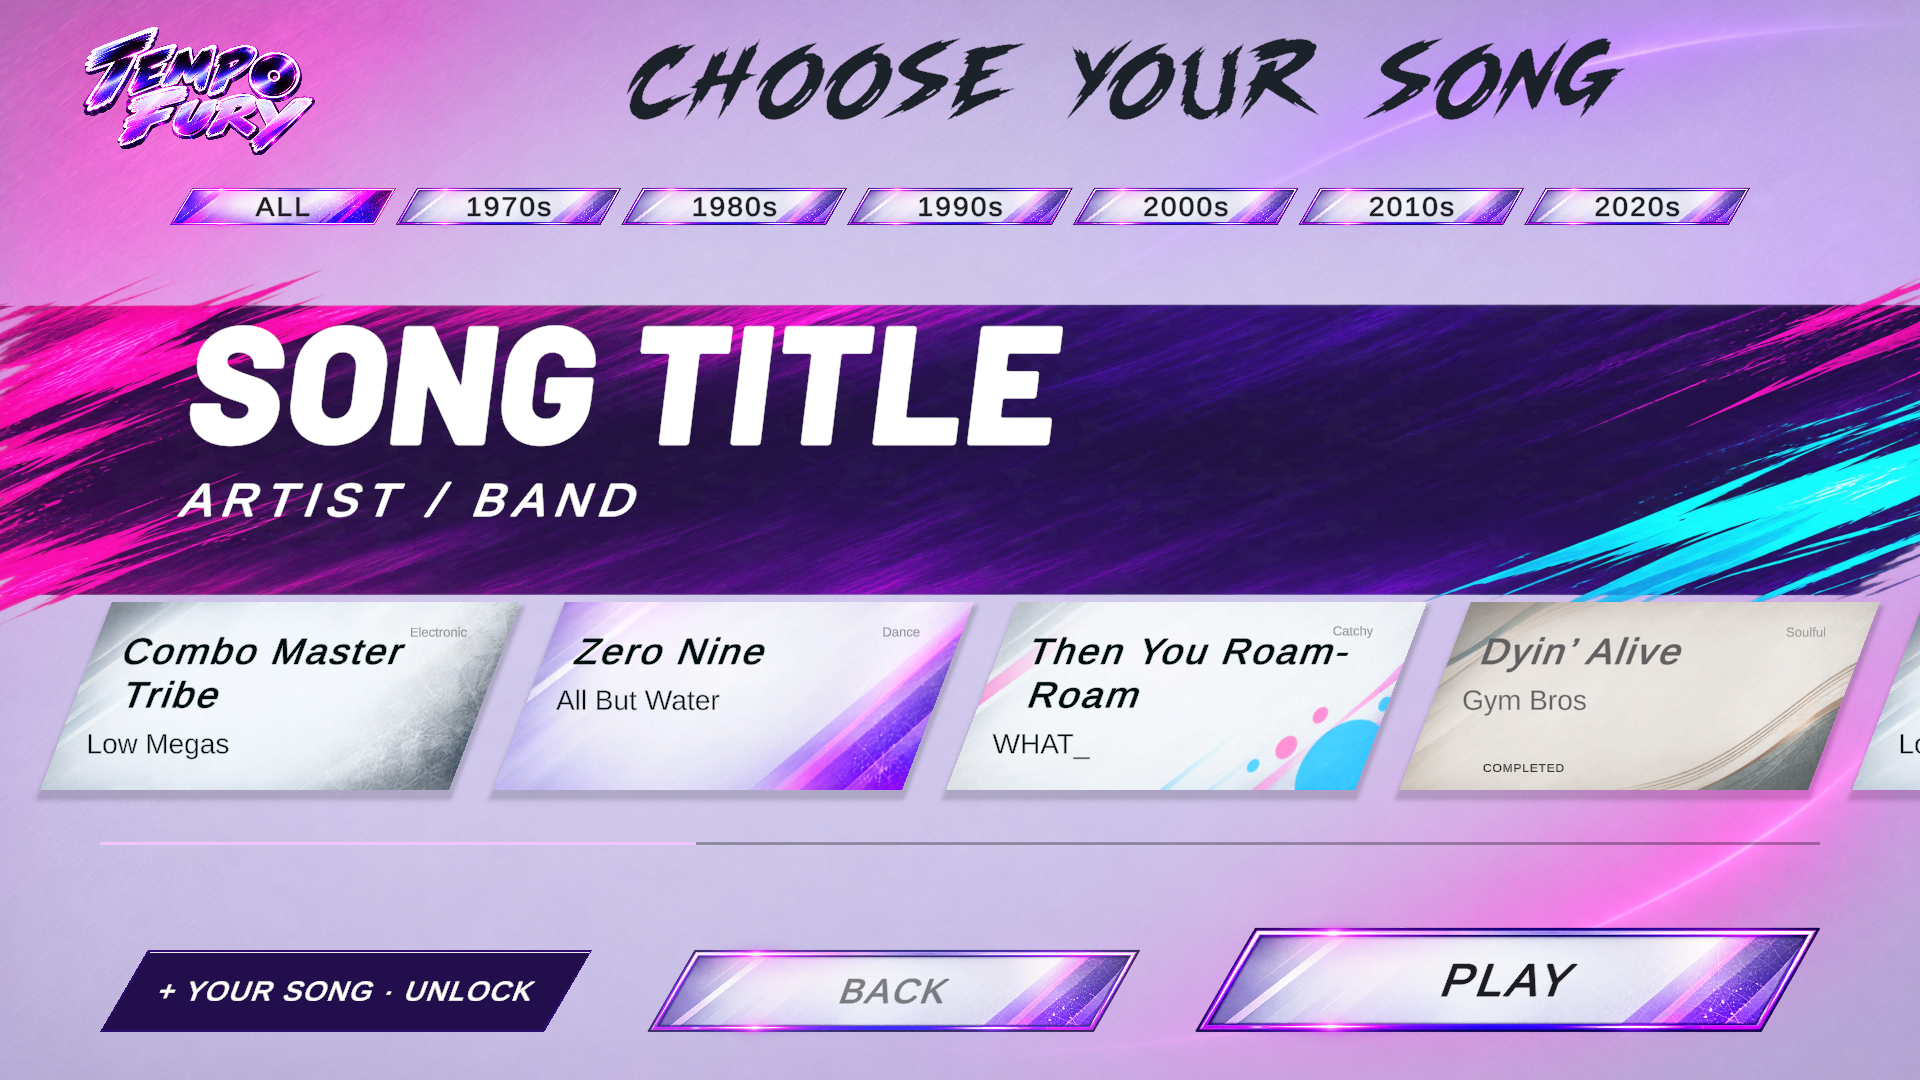 TEMPO
FURY
CHOOSE YOUR SONG
ALL
1970s
1980s
1990s
2000s
2010s
2020s
SONG TITLE
ARTIST / BAND
Combo Master
Tribe
Electronic
Low Megas
Zero Nine
Dance
All But Water
Then You Roam-
Roam
Catchy
WHAT_
Dyin’ Alive
Soulful
Gym Bros
COMPLETED
+ YOUR SONG · UNLOCK
BACK
PLAY